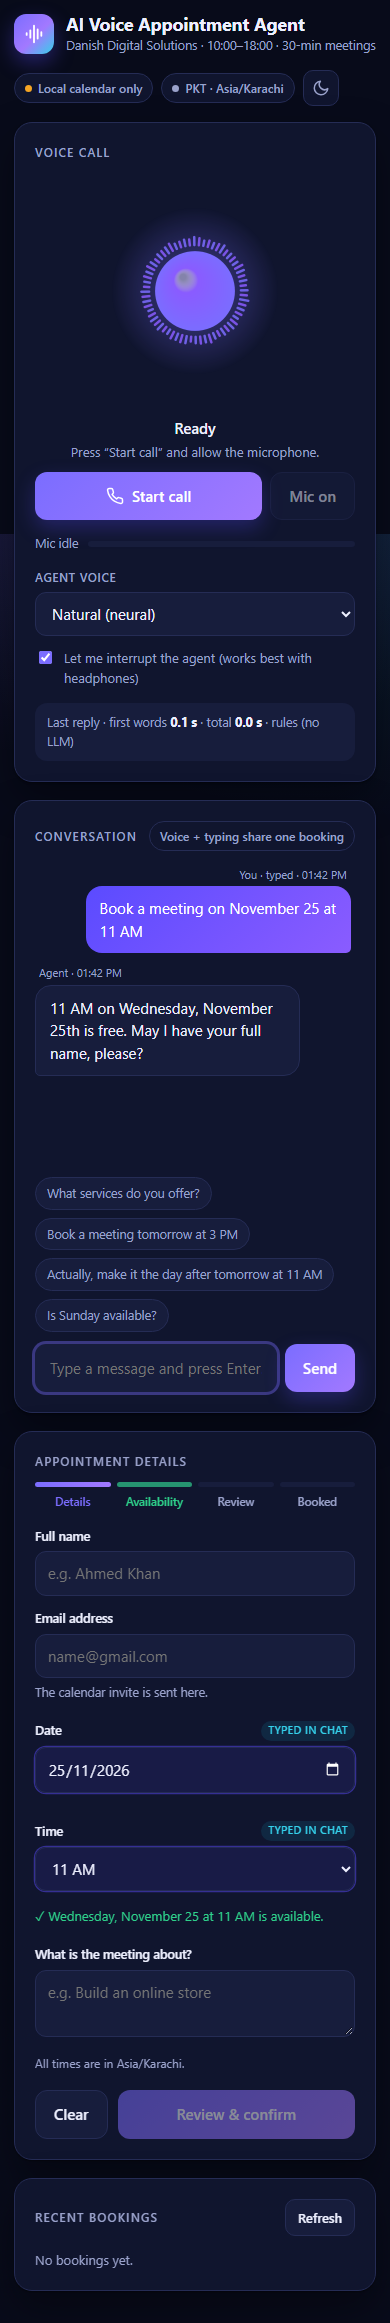 AI Voice Appointment Agent
Danish Digital Solutions · 10:00–18:00 · 30-min meetings
Local calendar only
PKT · Asia/Karachi
VOICE CALL
Ready
Press “Start call” and allow the microphone.
Start call
Mic on
Mic idle
AGENT VOICE
Natural (neural)
Let me interrupt the agent (works best with
headphones)
Last reply · first words 0.1 s · total 0.0 s · rules (no
LLM)
CONVERSATION
Voice + typing share one booking
You · typed · 01:42 PM
Book a meeting on November 25 at
11 AM
Agent · 01:42 PM
11 AM on Wednesday, November
25th is free. May I have your full
name, please?
What services do you offer?
Book a meeting tomorrow at 3 PM
Actually, make it the day after tomorrow at 11 AM
Is Sunday available?
Type a message and press Enter
Send
APPOINTMENT DETAILS
Details
Availability
Review
Booked
Full name
e.g. Ahmed Khan
Email address
name@gmail.com
The calendar invite is sent here.
Date
TYPED IN CHAT
25/11/2026
Time
TYPED IN CHAT
11 AM
✓ Wednesday, November 25 at 11 AM is available.
What is the meeting about?
e.g. Build an online store
All times are in Asia/Karachi.
Clear
Review & confirm
RECENT BOOKINGS
Refresh
No bookings yet.